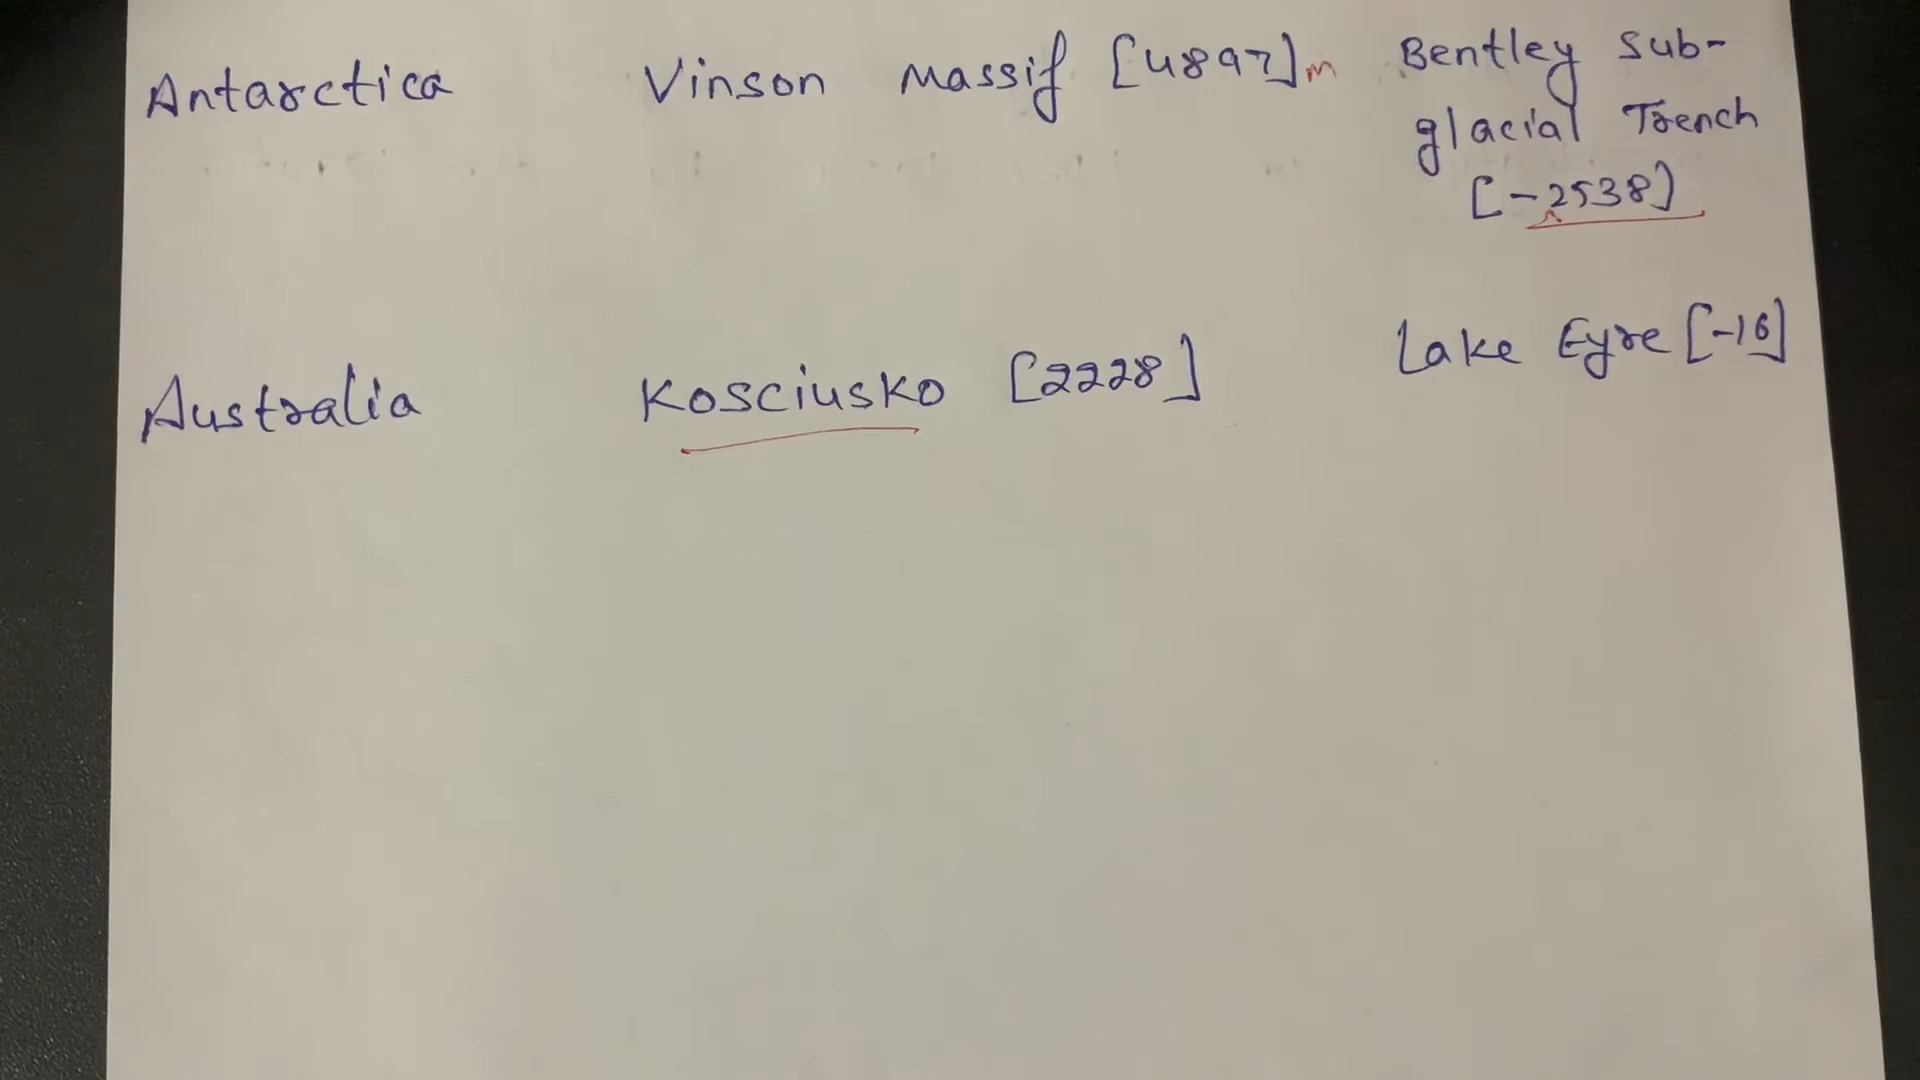 Antarctica Vinson Massif [4897]m Bentley Sub-
glacial Trench
[-2538]
Australia Kosciusko [2228] Lake Eyre [-16]